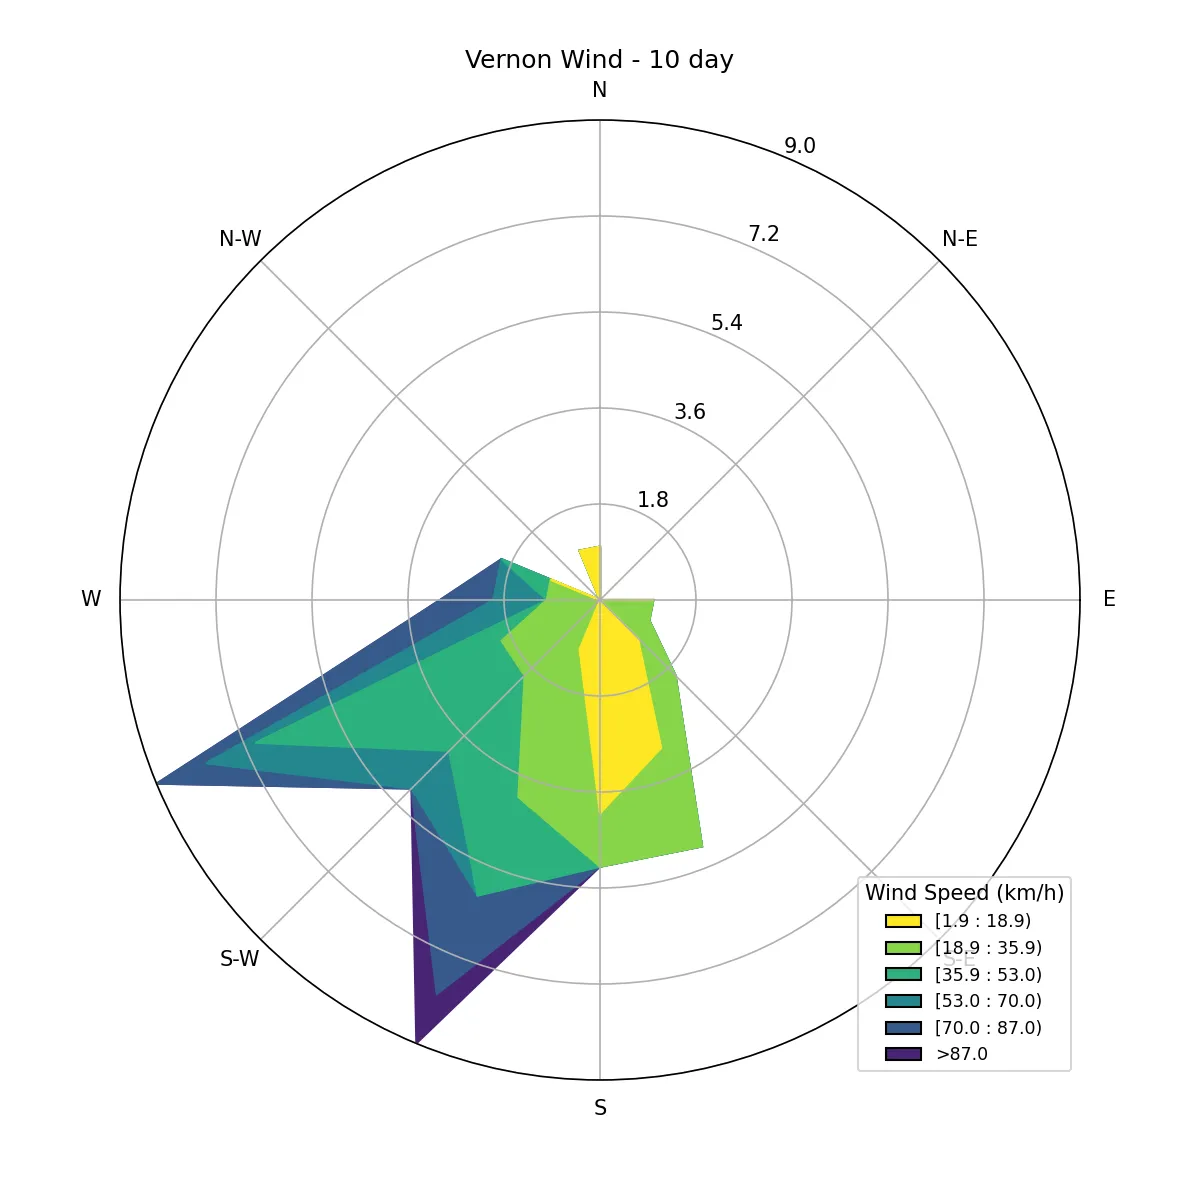 Vernon Wind - 10 day
N
9.0
N-W
N-E
7.2
5.4
3.6
1.8
W
E
S-W
S-E
S
Wind Speed (km/h)
[1.9 : 18.9)
[18.9 : 35.9)
[35.9 : 53.0)
[53.0 : 70.0)
[70.0 : 87.0)
>87.0